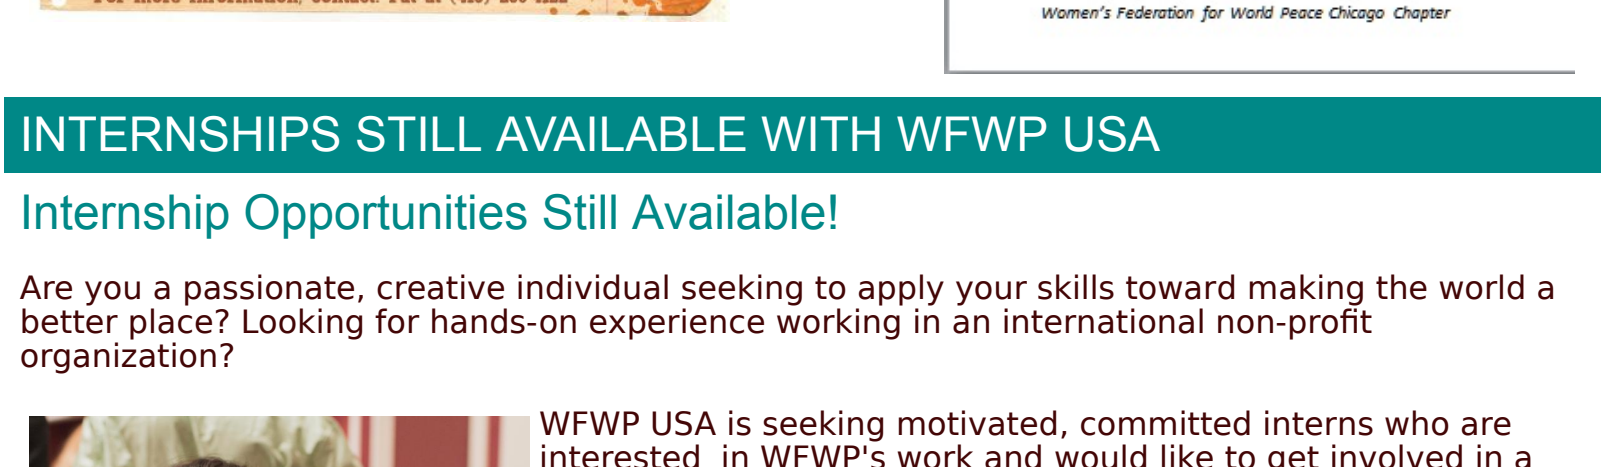 Women's Federation for World Peace Chicago Chapter
INTERNSHIPS STILL AVAILABLE WITH WFWP USA
Internship Opportunities Still Available!
Are you a passionate, creative individual seeking to apply your skills toward making the world a
better place? Looking for hands-on experience working in an international non-profit
organization?
WFWP USA is seeking motivated, committed interns who are
interested in WFWP's work and would like to get involved in a